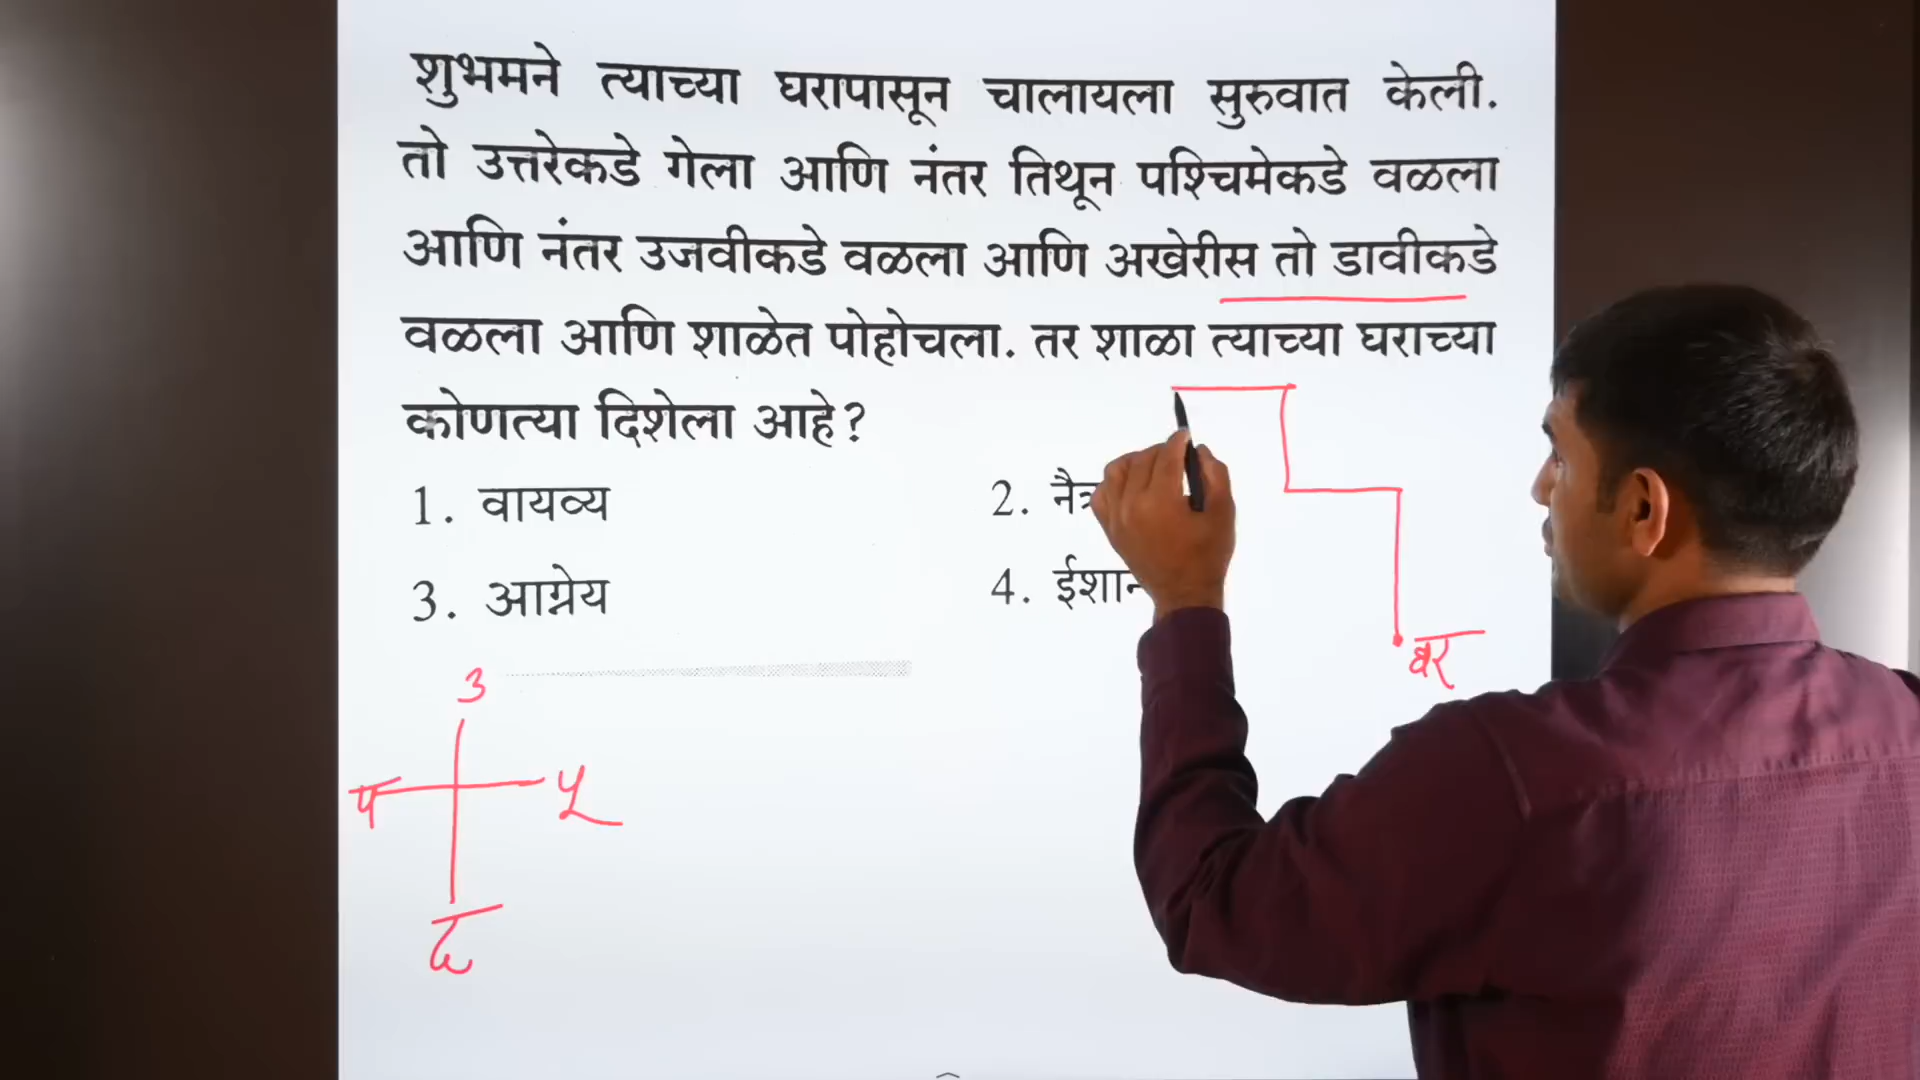 शुभमने त्याच्या घरापासून चालायला सुरुवात केली.
तो उत्तरेकडे गेला आणि नंतर तिथून पश्चिमेकडे वळला
आणि नंतर उजवीकडे वळला आणि अखेरीस तो डावीकडे
वळला आणि शाळेत पोहोचला. तर शाळा त्याच्या घराच्या
कोणत्या दिशेला आहे?
1. वायव्य
2.
3. आग्नेय
4.
घर
उ
प
पू
द